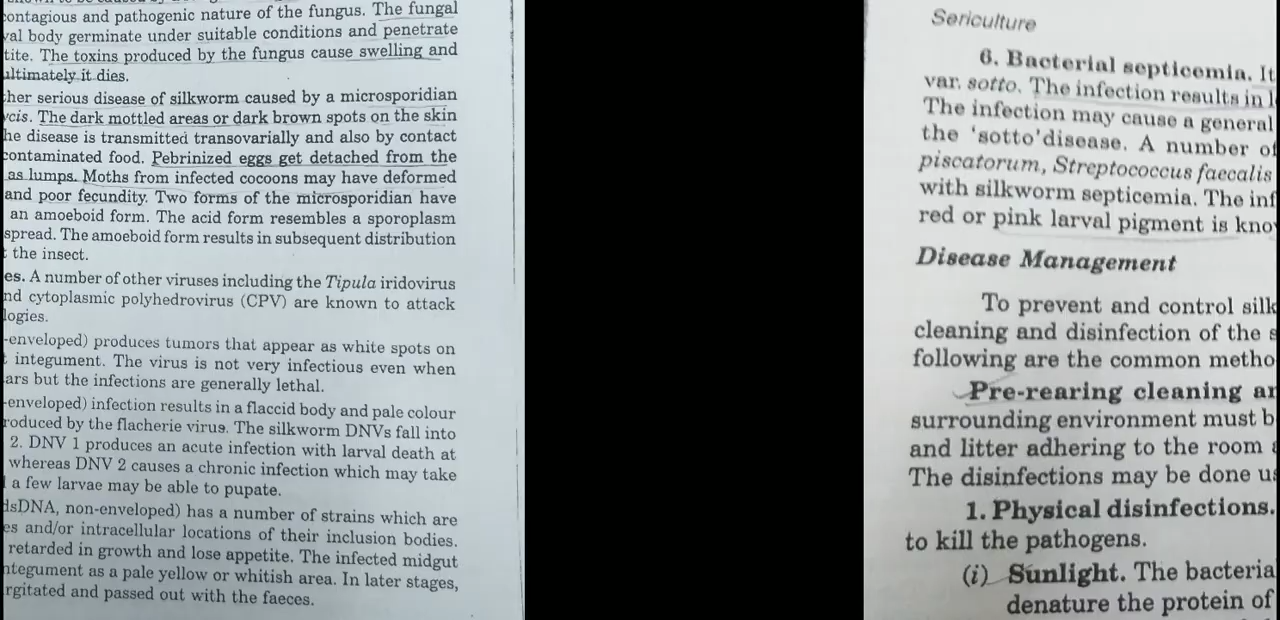 contagious and pathogenic nature of the fungus. The fungal
val body germinate under suitable conditions and penetrate
tite. The toxins produced by the fungus cause swelling and
ultimately it dies.
her serious disease of silkworm caused by a microsporidian
ycis. The dark mottled areas or dark brown spots on the skin
he disease is transmitted transovarially and also by contact
contaminated food. Pebrinized eggs get detached from the
as lumps. Moths from infected cocoons may have deformed
and poor fecundity. Two forms of the microsporidian have
an amoeboid form. The acid form resembles a sporoplasm
spread. The amoeboid form results in subsequent distribution
the insect.
es. A number of other viruses including the Tipula iridovirus
nd cytoplasmic polyhedrovirus (CPV) are known to attack
logies.
-enveloped) produces tumors that appear as white spots on
integument. The virus is not very infectious even when
ars but the infections are generally lethal.
-enveloped) infection results in a flaccid body and pale colour
roduced by the flacherie virus. The silkworm DNVs fall into
2. DNV 1 produces an acute infection with larval death at
whereas DNV 2 causes a chronic infection which may take
a few larvae may be able to pupate.
dsDNA, non-enveloped) has a number of strains which are
es and/or intracellular locations of their inclusion bodies.
retarded in growth and lose appetite. The infected midgut
ntegument as a pale yellow or whitish area. In later stages,
rgitated and passed out with the faeces.
Sericulture
6. Bacterial septicemia. It
var. sotto. The infection results in l
The infection may cause a general
the 'sotto' disease. A number of
piscatorum, Streptococcus faecalis
with silkworm septicemia. The inf
red or pink larval pigment is kno
Disease Management
To prevent and control silk
cleaning and disinfection of the s
following are the common metho
Pre-rearing cleaning an
surrounding environment must b
and litter adhering to the room
The disinfections may be done us
1. Physical disinfections.
to kill the pathogens.
(i) Sunlight. The bacteria
denature the protein of